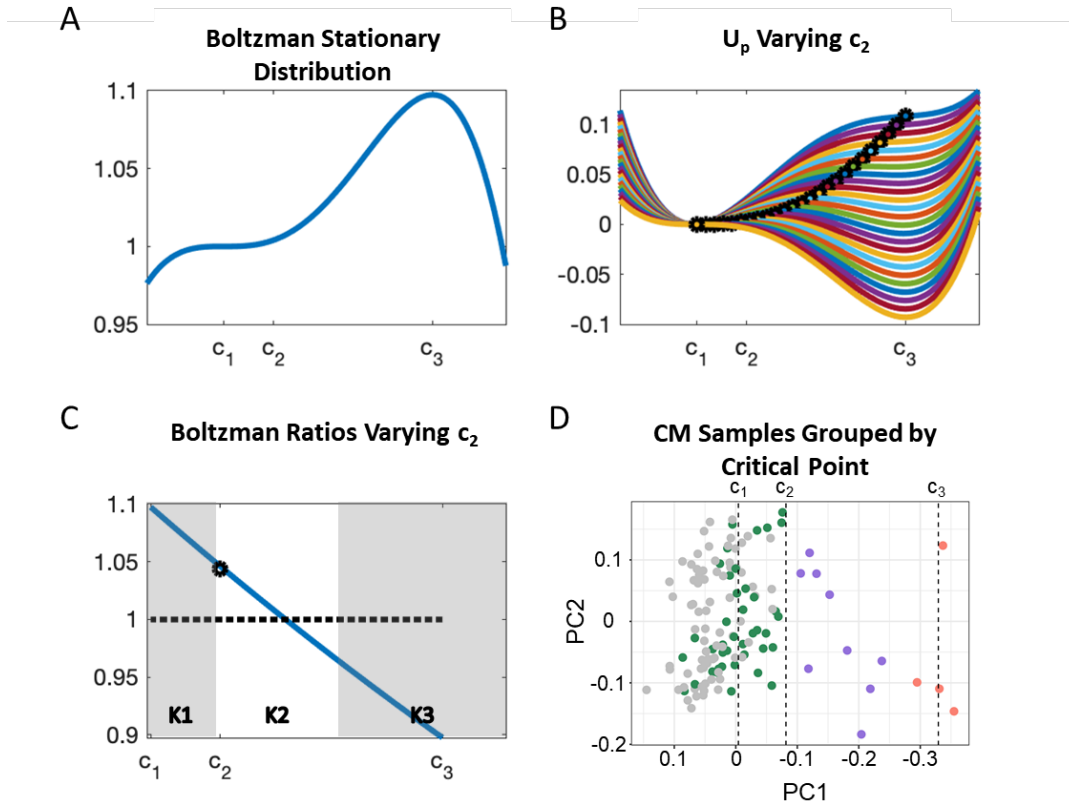 A
Boltzman Stationary
Distribution
1.1
1.05
1
0.95
c1
c2
c3
B
Up Varying c2
0.1
0.05
0
-0.05
-0.1
c1
c2
c3
C
Boltzman Ratios Varying c2
1.1
1.05
1
0.95
0.9
K1
K2
K3
c1
c2
c3
D
CM Samples Grouped by
Critical Point
c1
c2
c3
PC2
0.1
0
-0.1
-0.2
0.1
0
-0.1
-0.2
-0.3
PC1